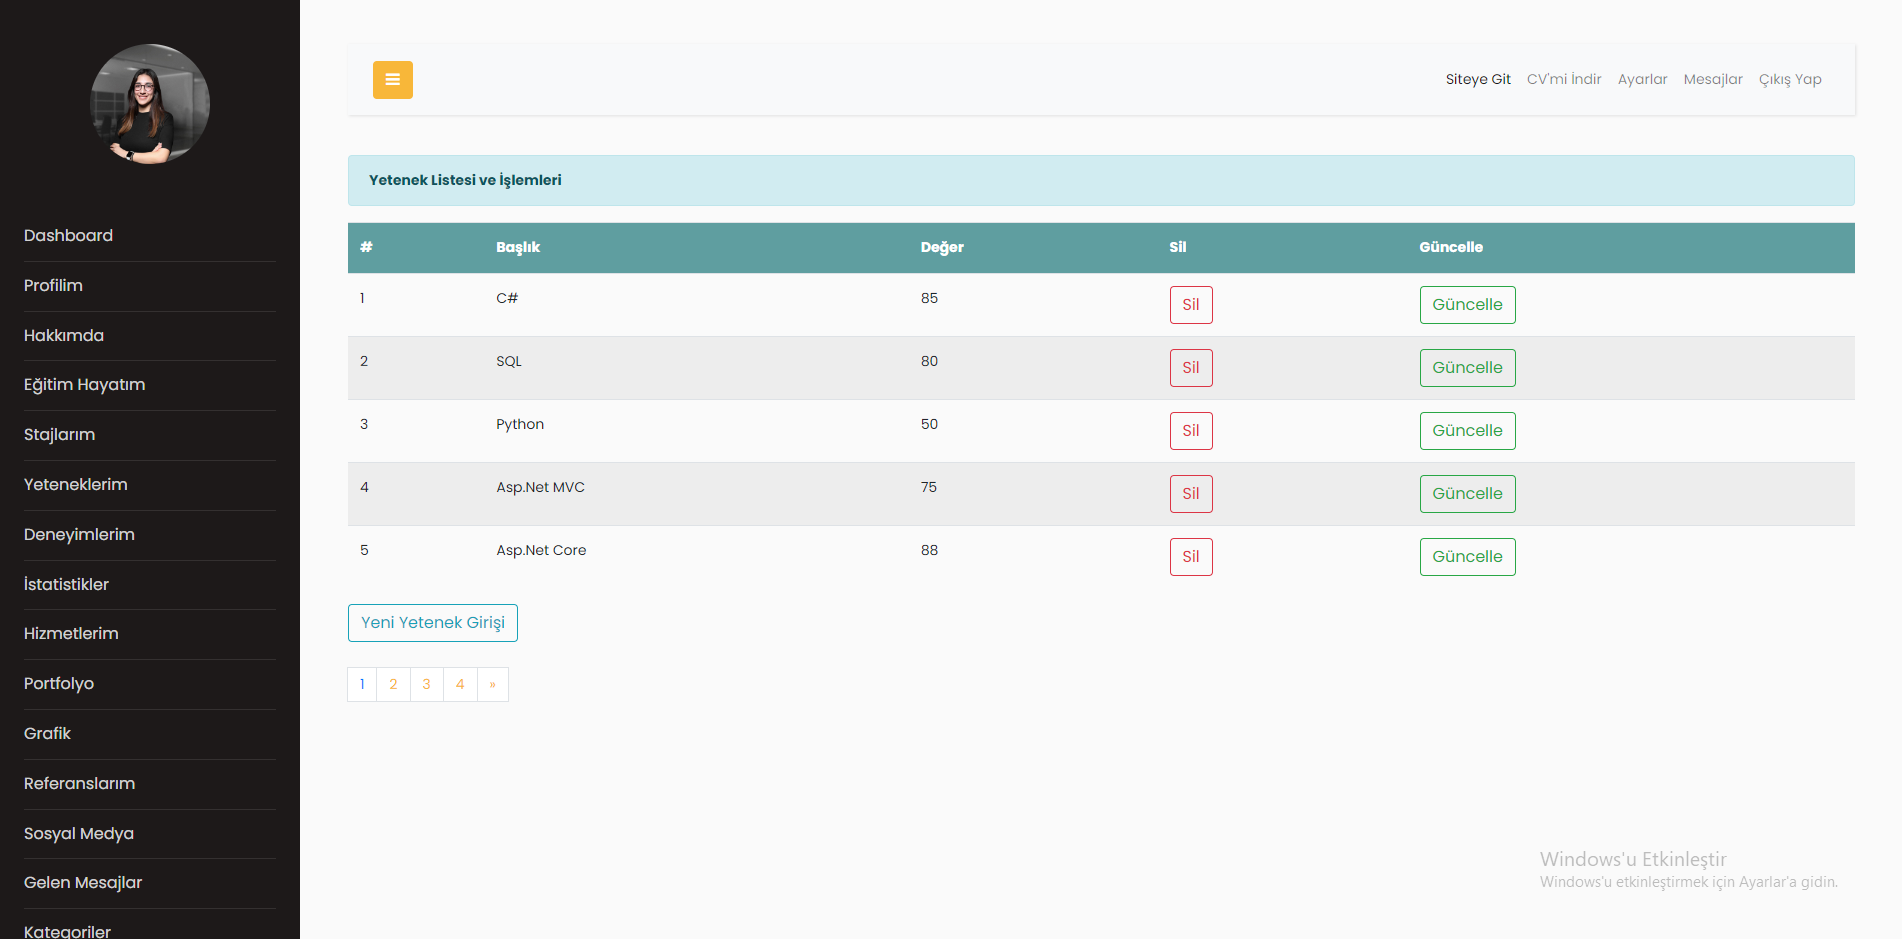 Siteye Git CV'mi İndir Ayarlar Mesajlar Çıkış Yap
Dashboard
Profilim
Hakkımda
Eğitim Hayatım
Stajlarım
Yeteneklerim
Deneyimlerim
İstatistikler
Hizmetlerim
Portfolyo
Grafik
Referanslarım
Sosyal Medya
Gelen Mesajlar
Kategoriler
Yetenek Listesi ve İşlemleri
# Başlık Değer Sil Güncelle
1 C# 85 Sil Güncelle
2 SQL 80 Sil Güncelle
3 Python 50 Sil Güncelle
4 Asp.Net MVC 75 Sil Güncelle
5 Asp.Net Core 88 Sil Güncelle
Yeni Yetenek Girişi
1 2 3 4 »
Windows'u Etkinleştir
Windows'u etkinleştirmek için Ayarlar'a gidin.